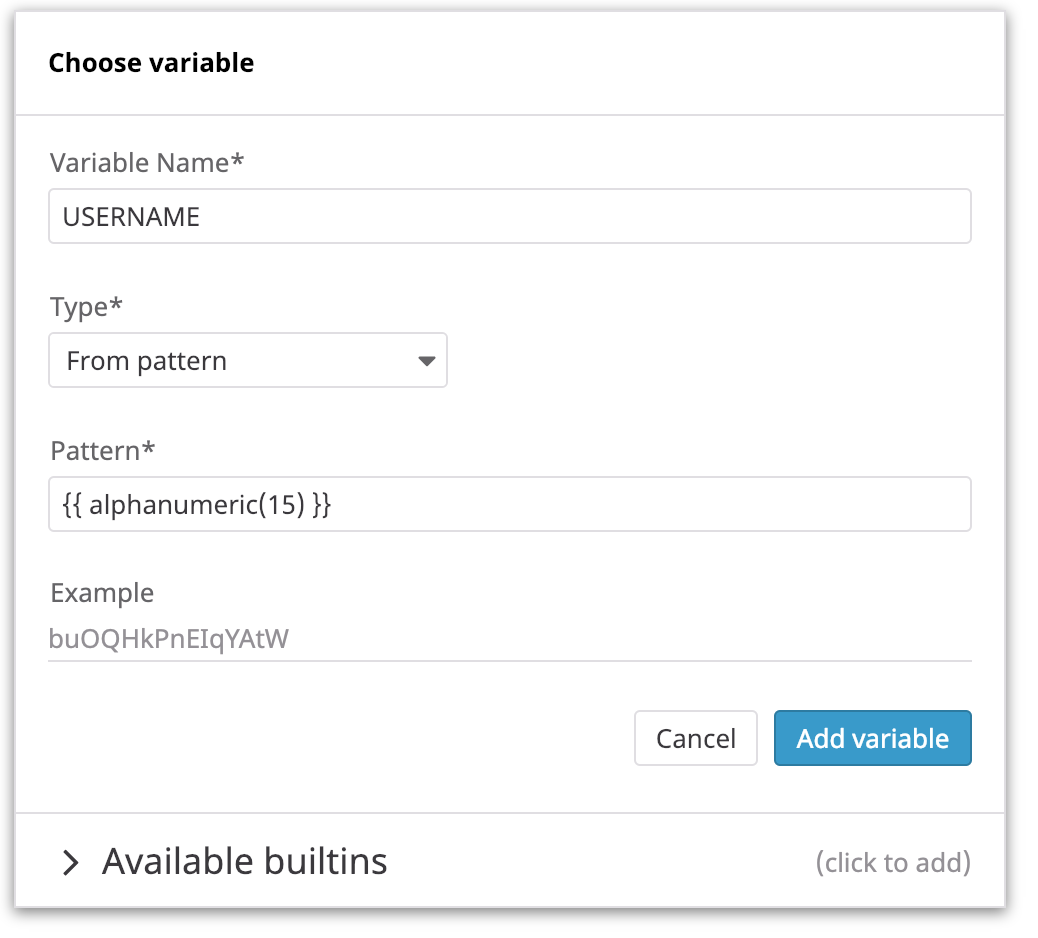 Choose variable
Variable Name*
USERNAME
Type*
From pattern
Pattern*
{{ alphanumeric(15) }}
Example
buOQHkPnEIqYAtW
Cancel Add variable
Available builtins (click to add)